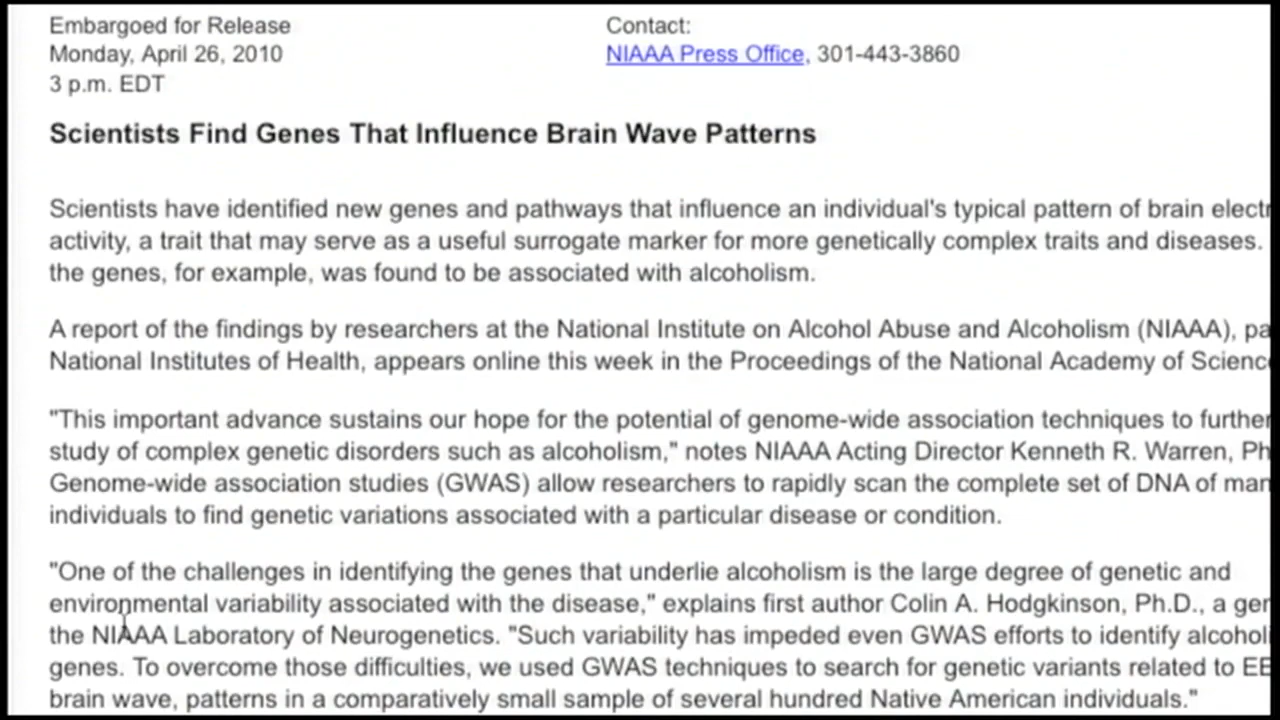 Embargoed for Release
Monday, April 26, 2010
3 p.m. EDT
Contact:
NIAAA Press Office, 301-443-3860
Scientists Find Genes That Influence Brain Wave Patterns
Scientists have identified new genes and pathways that influence an individual's typical pattern of brain
activity, a trait that may serve as a useful surrogate marker for more genetically complex traits and diseases.
the genes, for example, was found to be associated with alcoholism.
A report of the findings by researchers at the National Institute on Alcohol Abuse and Alcoholism (NIAAA),
National Institutes of Health, appears online this week in the Proceedings of the National Academy of
"This important advance sustains our hope for the potential of genome-wide association techniques to further
study of complex genetic disorders such as alcoholism," notes NIAAA Acting Director Kenneth R. Warren,
Genome-wide association studies (GWAS) allow researchers to rapidly scan the complete set of DNA of
individuals to find genetic variations associated with a particular disease or condition.
"One of the challenges in identifying the genes that underlie alcoholism is the large degree of genetic and
environmental variability associated with the disease," explains first author Colin A. Hodgkinson, Ph.D., a
the NIAAA Laboratory of Neurogenetics. "Such variability has impeded even GWAS efforts to identify
genes. To overcome those difficulties, we used GWAS techniques to search for genetic variants related to
brain wave, patterns in a comparatively small sample of several hundred Native American individuals."